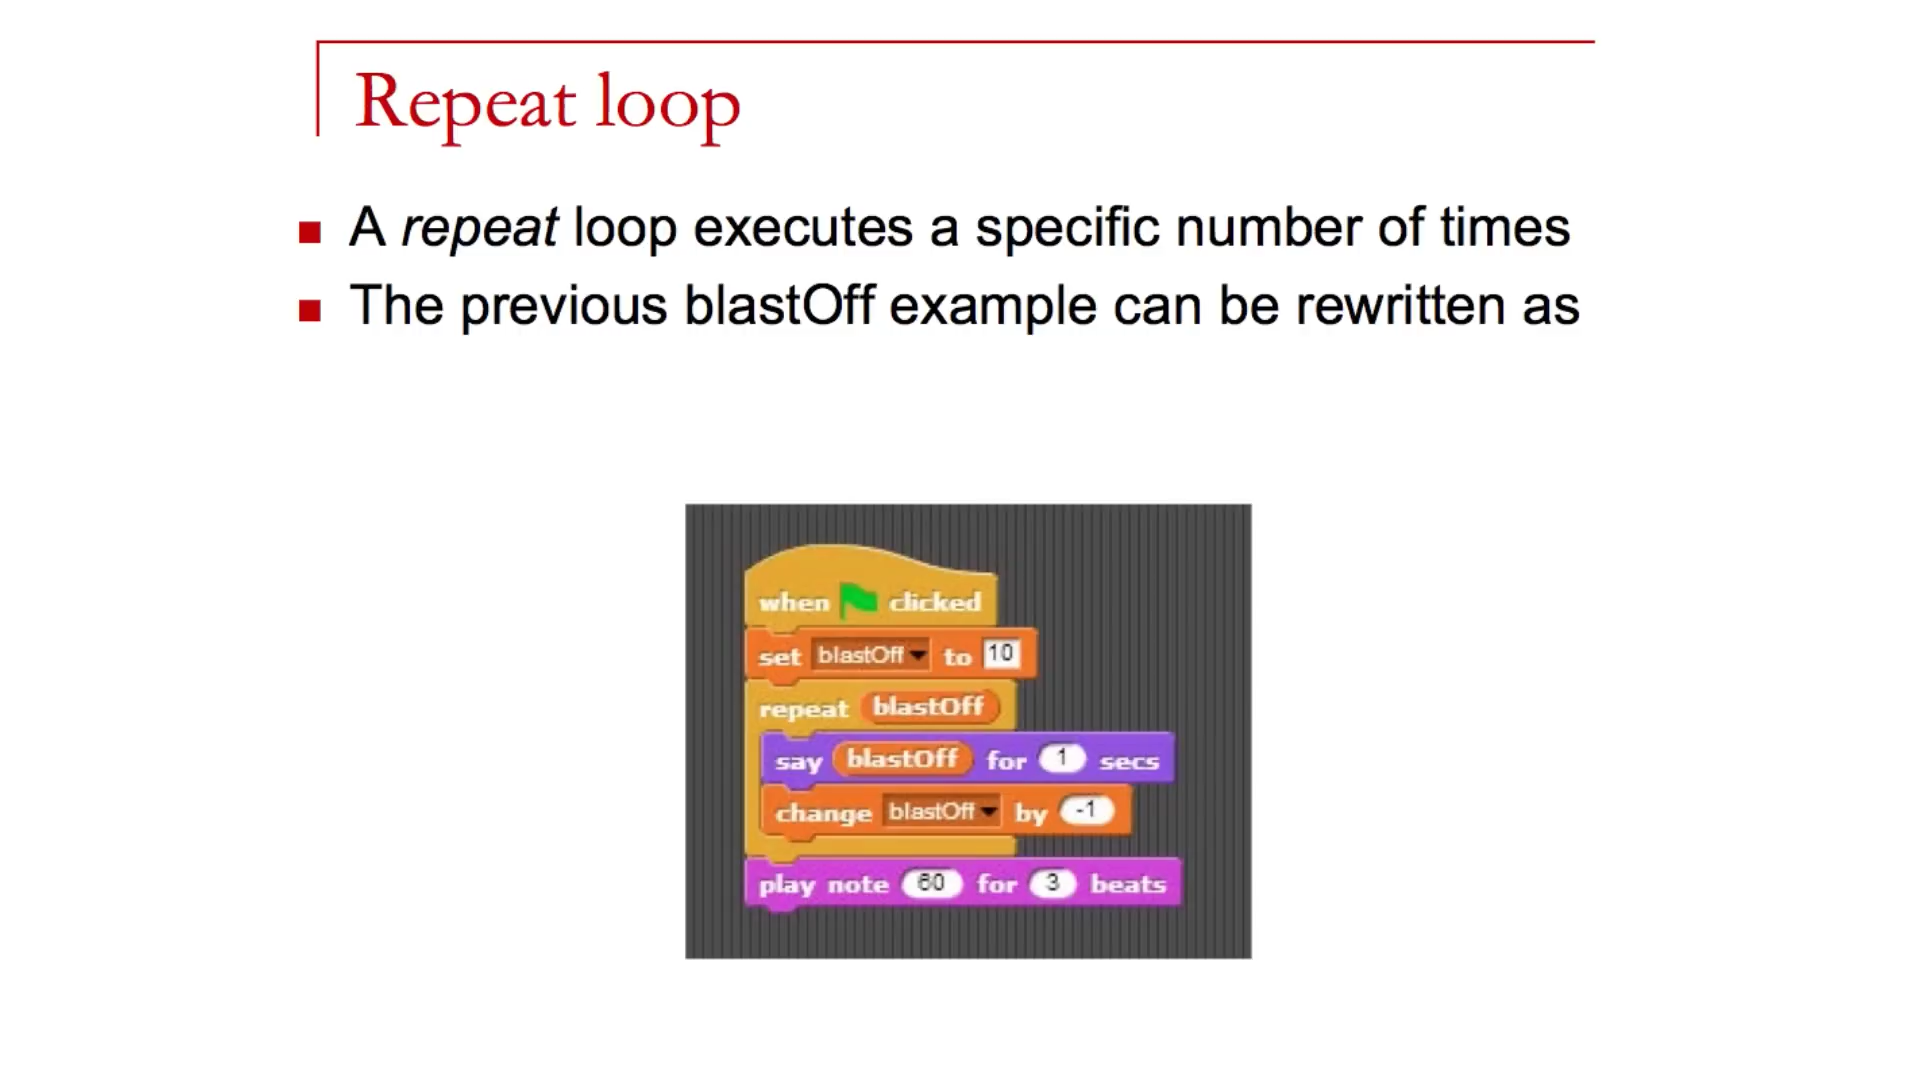 Repeat loop
A repeat loop executes a specific number of times
The previous blastOff example can be rewritten as
when clicked
set blastOff to 10
repeat blastOff
say blastOff for 1 secs
change blastOff by -1
play note 60 for 3 beats